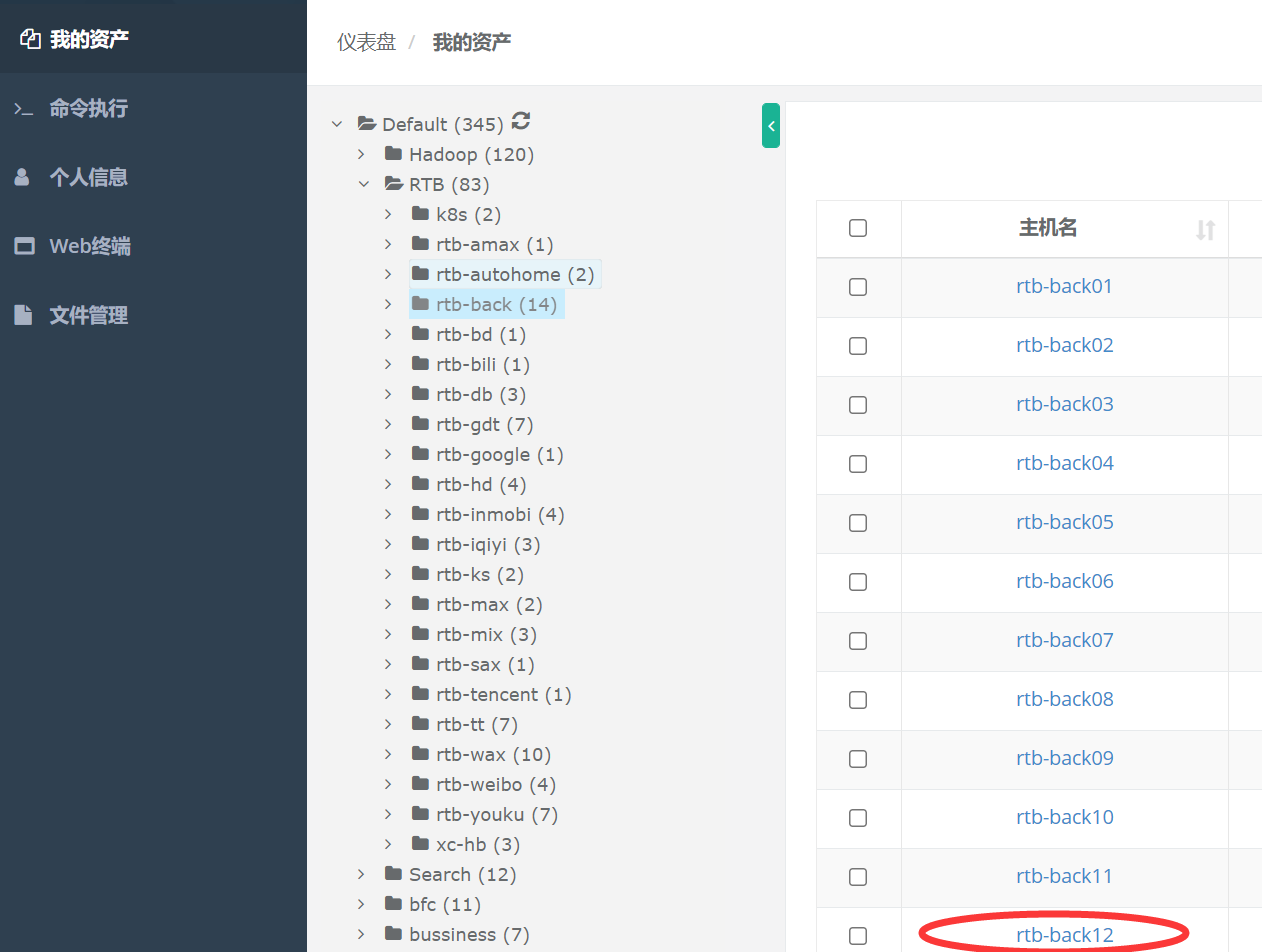 我的资产
命令执行
个人信息
Web终端
文件管理
仪表盘 / 我的资产
Default (345)
Hadoop (120)
RTB (83)
k8s (2)
rtb-amax (1)
rtb-autohome (2)
rtb-back (14)
rtb-bd (1)
rtb-bili (1)
rtb-db (3)
rtb-gdt (7)
rtb-google (1)
rtb-hd (4)
rtb-inmobi (4)
rtb-iqiyi (3)
rtb-ks (2)
rtb-max (2)
rtb-mix (3)
rtb-sax (1)
rtb-tencent (1)
rtb-tt (7)
rtb-wax (10)
rtb-weibo (4)
rtb-youku (7)
xc-hb (3)
Search (12)
bfc (11)
bussiness (7)
主机名
rtb-back01
rtb-back02
rtb-back03
rtb-back04
rtb-back05
rtb-back06
rtb-back07
rtb-back08
rtb-back09
rtb-back10
rtb-back11
rtb-back12